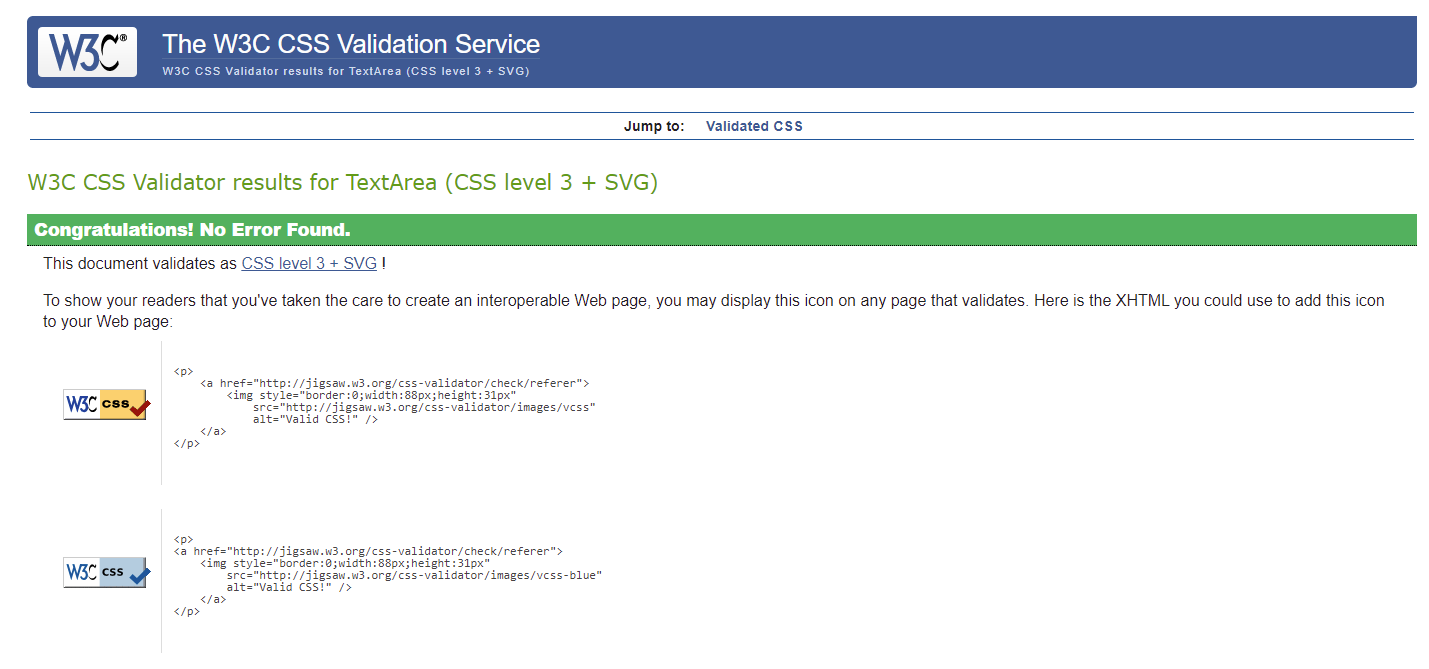 W3C®
The W3C CSS Validation Service
W3C CSS Validator results for TextArea (CSS level 3 + SVG)
Jump to: Validated CSS
W3C CSS Validator results for TextArea (CSS level 3 + SVG)
Congratulations! No Error Found.
This document validates as CSS level 3 + SVG !
To show your readers that you've taken the care to create an interoperable Web page, you may display this icon on any page that validates. Here is the XHTML you could use to add this icon
to your Web page:
W3C css
<p>
    <a href="http://jigsaw.w3.org/css-validator/check/referer">
        <img style="border:0;width:88px;height:31px"
            src="http://jigsaw.w3.org/css-validator/images/vcss"
            alt="Valid CSS!" />
    </a>
</p>
W3C css
<p>
<a href="http://jigsaw.w3.org/css-validator/check/referer">
    <img style="border:0;width:88px;height:31px"
        src="http://jigsaw.w3.org/css-validator/images/vcss-blue"
        alt="Valid CSS!" />
    </a>
</p>